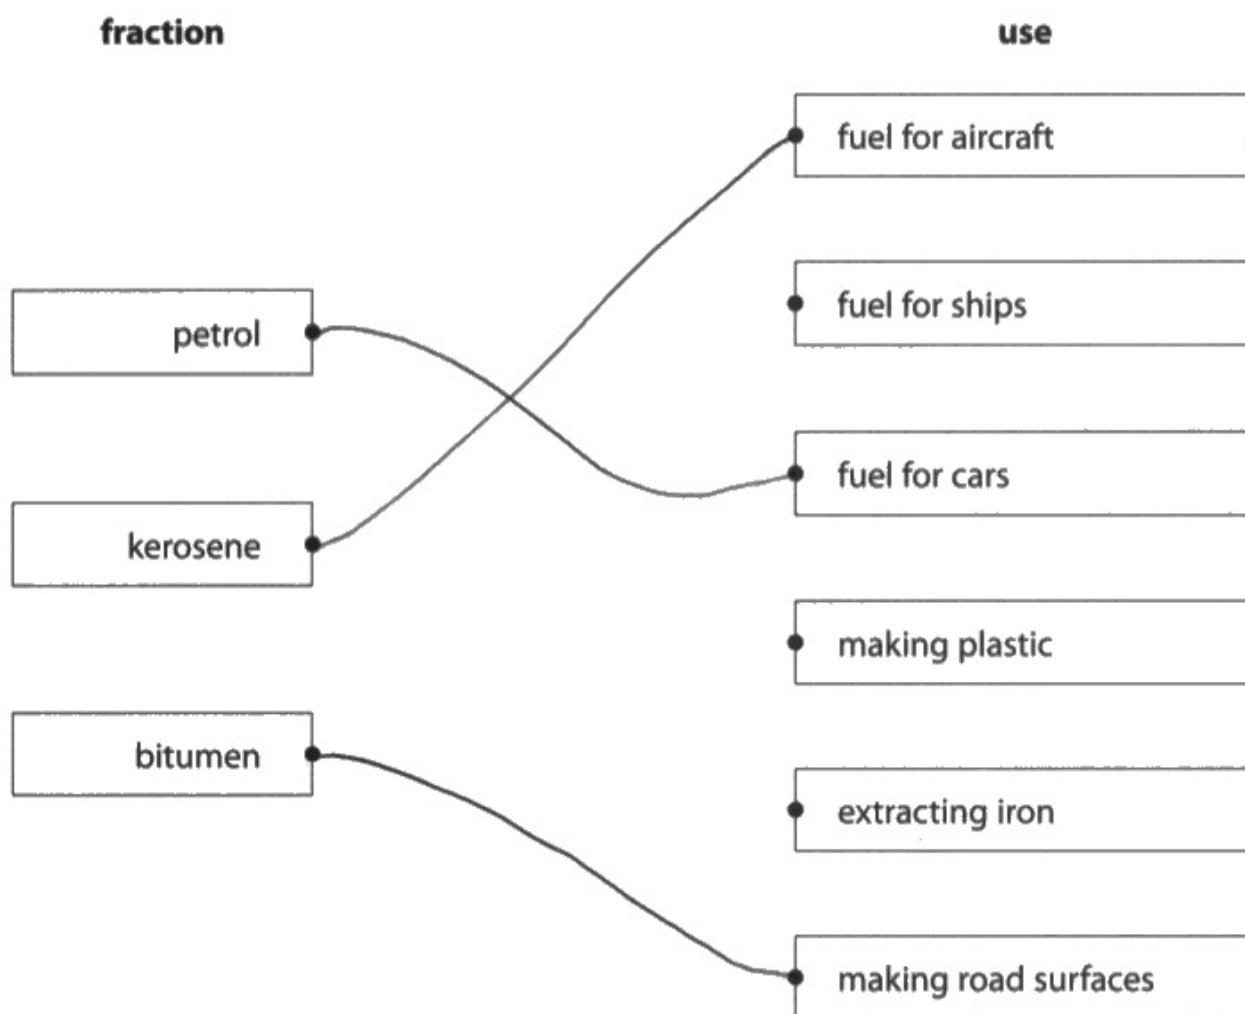 fraction
use
fuel for aircraft
fuel for ships
petrol
fuel for cars
kerosene
making plastic
bitumen
extracting iron
making road surfaces